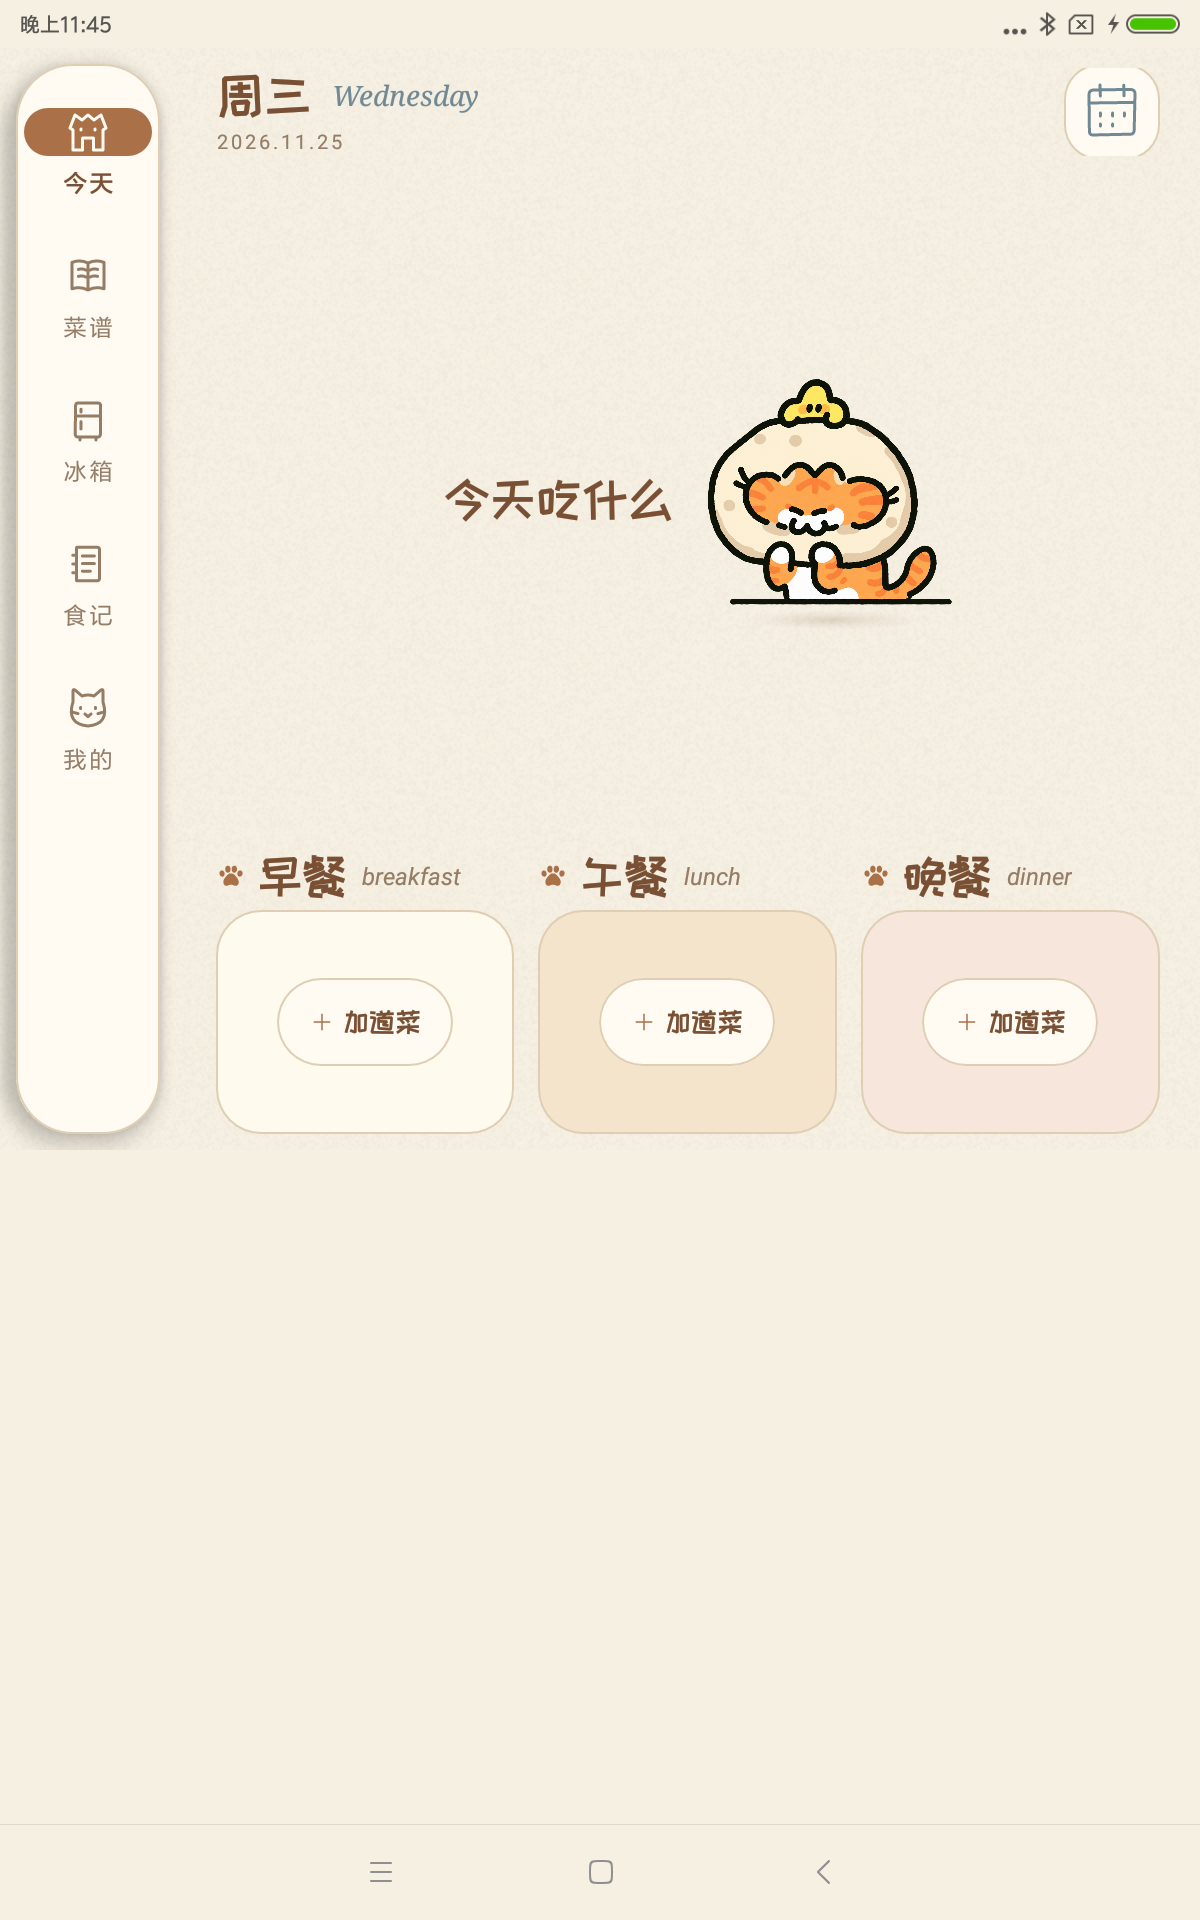 晚上11:45
周三 Wednesday
2026.11.25
今天
菜谱
冰箱
食记
我的
今天吃什么
早餐 breakfast
午餐 lunch
晚餐 dinner
+ 加道菜
+ 加道菜
+ 加道菜